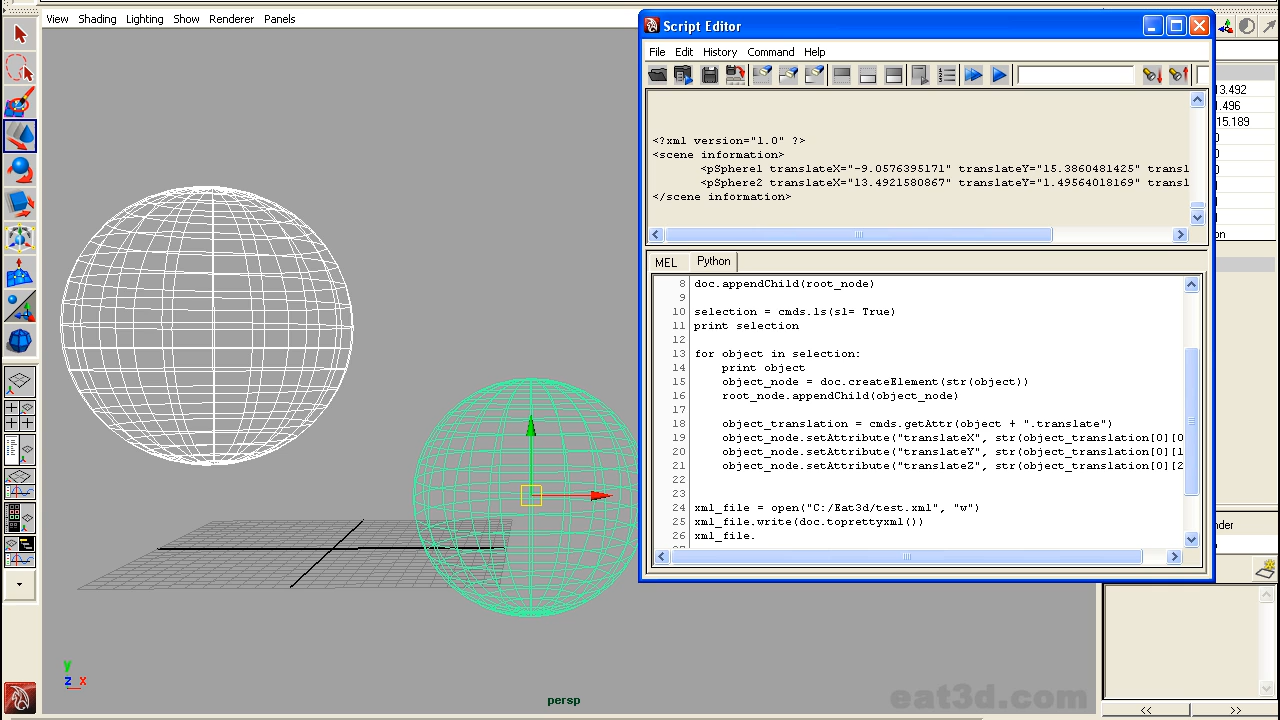 View Shading Lighting Show Renderer Panels
Script Editor
File Edit Command Help
<?xml version="1.0" ?>
<scene information>
<pSphere1 translateX="-9.0576395171" translateY="15.3860481425" transl
<pSphere2 translateX="13.4921590867" translateY="1.49564018169" transl
</scene information>
MEL Python
8 doc.appendChild(root_node)
9
10 selection = cmds.ls(sl= True)
11 print selection
12
13 for object in selection:
14 print object
15 object_node = doc.createElement(str(object))
16 root_node.appendChild(object_node)
17
18 object_translation = cmds.getAttr(object + ".translate")
19 object_node.setAttribute("translateX", str(object_translation[0][0
20 object_node.setAttribute("translateY", str(object_translation[0][1
21 object_node.setAttribute("translateZ", str(object_translation[0][2
22
23
24 xml_file = open("C:/Eat3d/test.xml", "w")
25 xml_file.write(doc.toprettyxml())
26 xml_file.
13.492
1.496
15.189
on
der
y
z x
persp
eat3d.com
<< >>